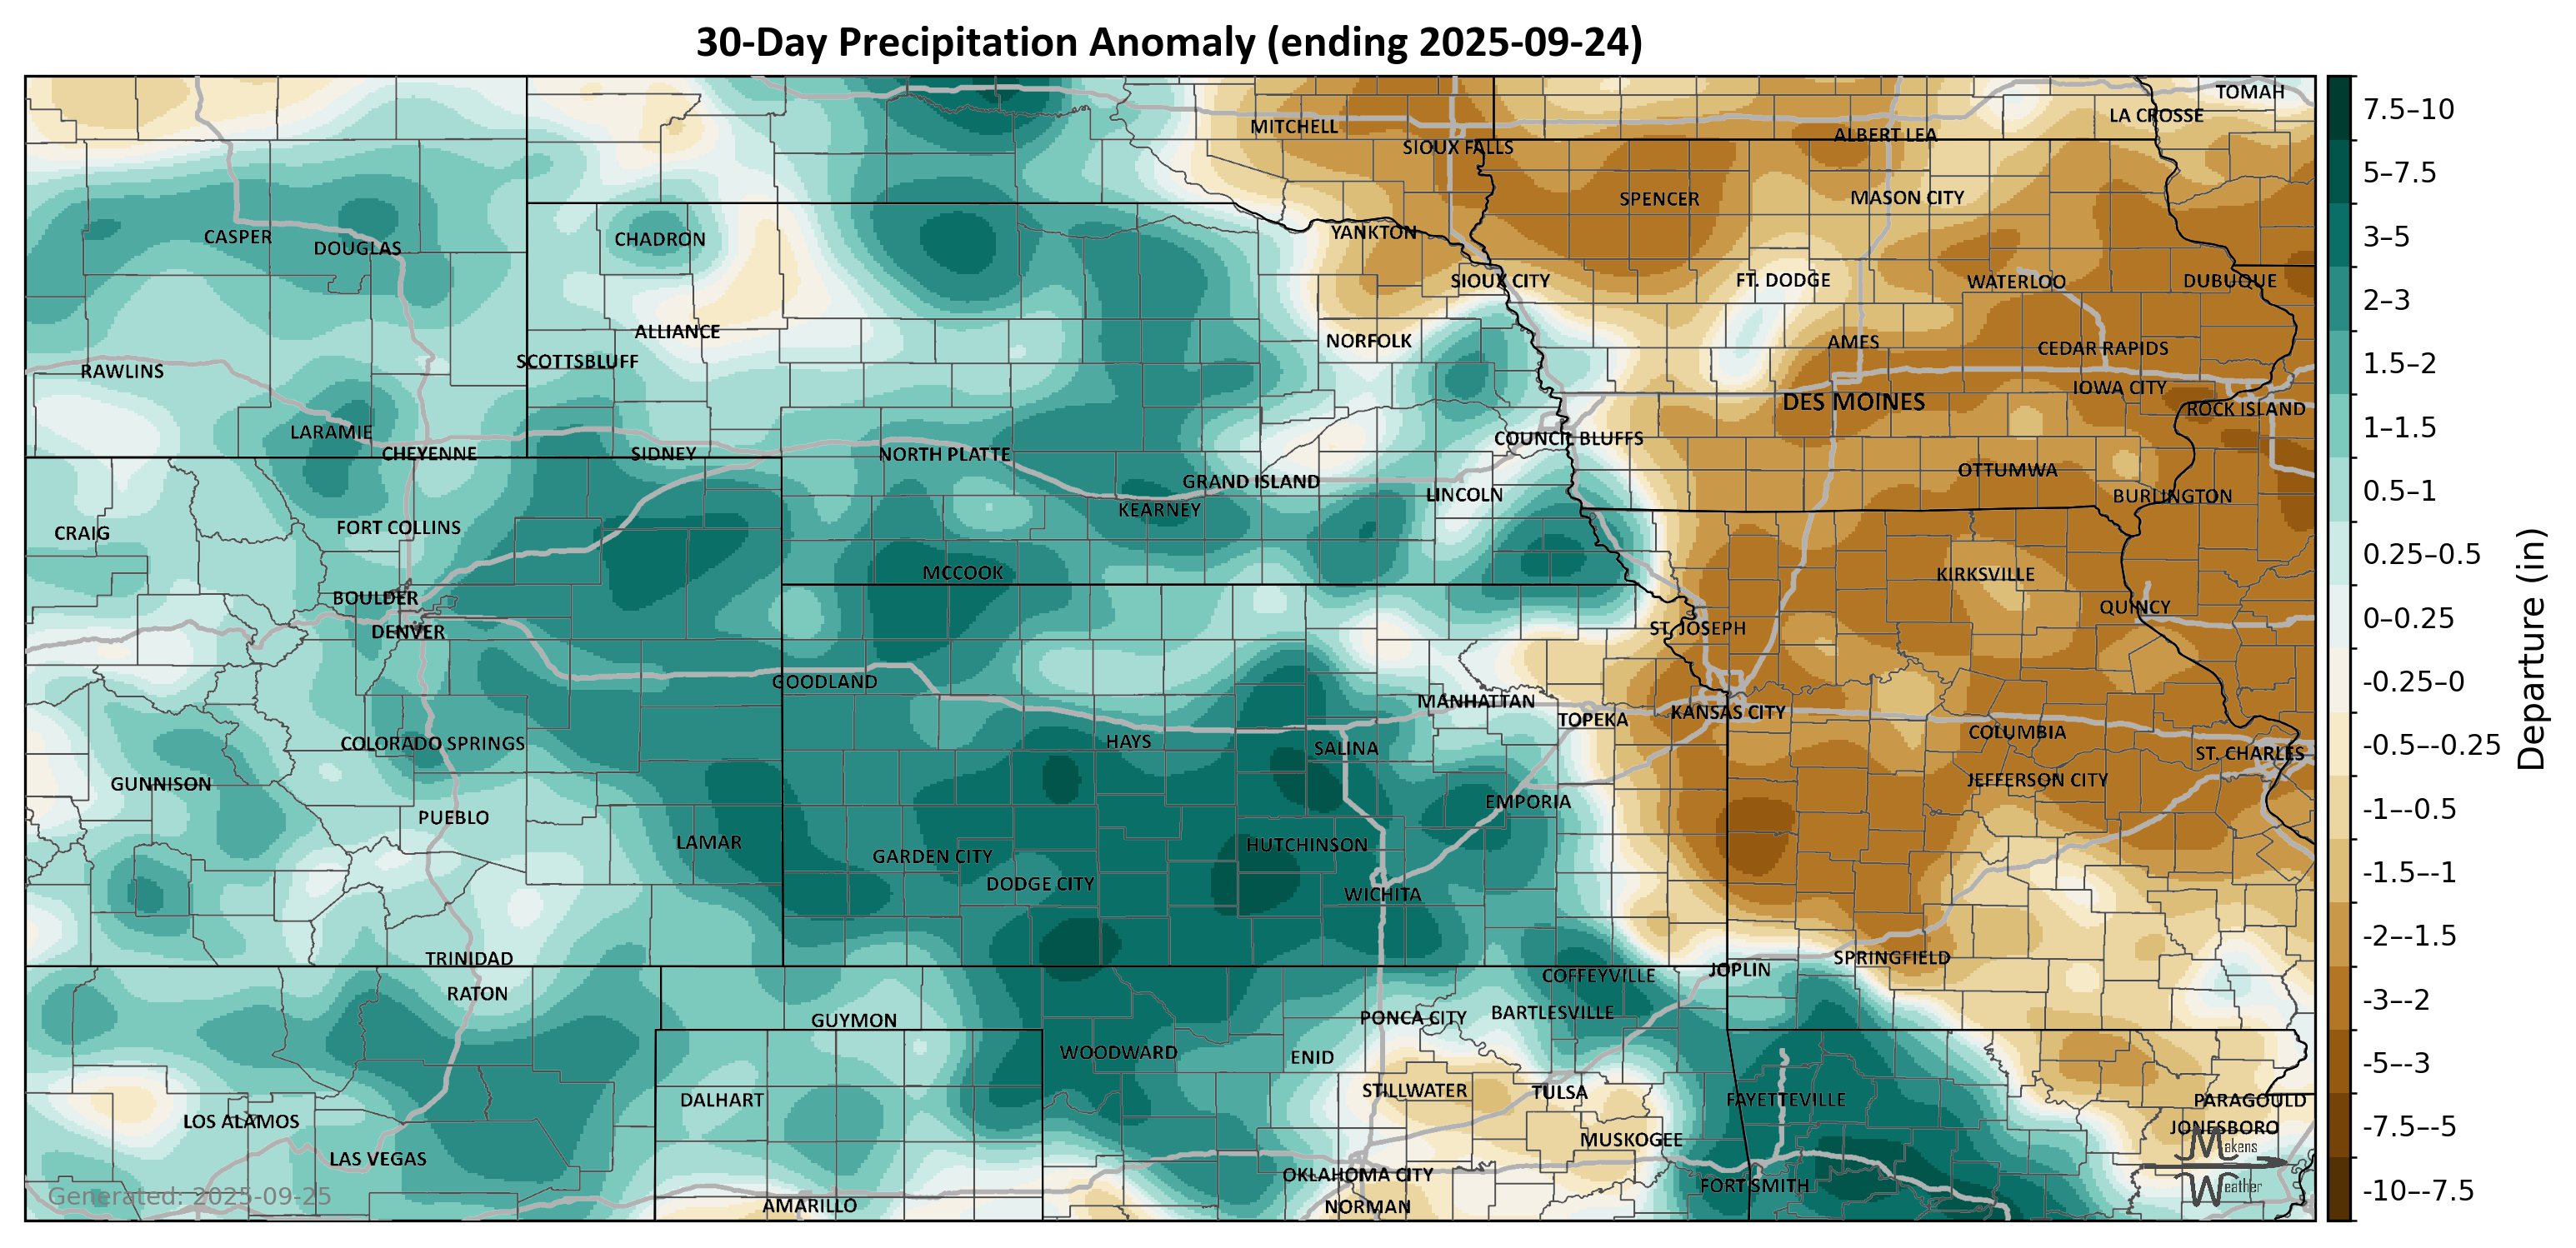 30-Day Precipitation Anomaly (ending 2025-09-24)
TOMAH
LA CROSSE
MITCHELL
ALBERT LEA
SIOUX FALLS
SPENCER
MASON CITY
YANKTON
CASPER
DOUGLAS
CHADRON
SIOUX CITY
FT. DODGE
WATERLOO
DUBUQUE
ALLIANCE
NORFOLK
AMES
CEDAR RAPIDS
SCOTTSBLUFF
RAWLINS
IOWA CITY
DES MOINES
ROCK ISLAND
LARAMIE
COUNCIL BLUFFS
CHEYENNE
SIDNEY
NORTH PLATTE
OTTUMWA
GRAND ISLAND
LINCOLN
BURLINGTON
KEARNEY
CRAIG
FORT COLLINS
MCCOOK
KIRKSVILLE
BOULDER
QUINCY
DENVER
ST. JOSEPH
GOODLAND
MANHATTAN
TOPEKA
KANSAS CITY
COLORADO SPRINGS
HAYS
SALINA
COLUMBIA
ST. CHARLES
GUNNISON
JEFFERSON CITY
EMPORIA
PUEBLO
LAMAR
HUTCHINSON
GARDEN CITY
DODGE CITY
WICHITA
TRINIDAD
SPRINGFIELD
JOPLIN
COFFEYVILLE
RATON
BARTLESVILLE
GUYMON
PONCA CITY
WOODWARD
ENID
STILLWATER
TULSA
DALHART
FAYETTEVILLE
PARAGOULD
LOS ALAMOS
JONESBORO
MUSKOGEE
LAS VEGAS
OKLAHOMA CITY
FORT SMITH
AMARILLO
NORMAN
Generated: 2025-09-25
Makens
Weather
7.5–10
5–7.5
3–5
2–3
1.5–2
1–1.5
0.5–1
0.25–0.5
0–0.25
-0.25–0
-0.5–-0.25
-1–-0.5
-1.5–-1
-2–-1.5
-3–-2
-5–-3
-7.5–-5
-10–-7.5
Departure (in)